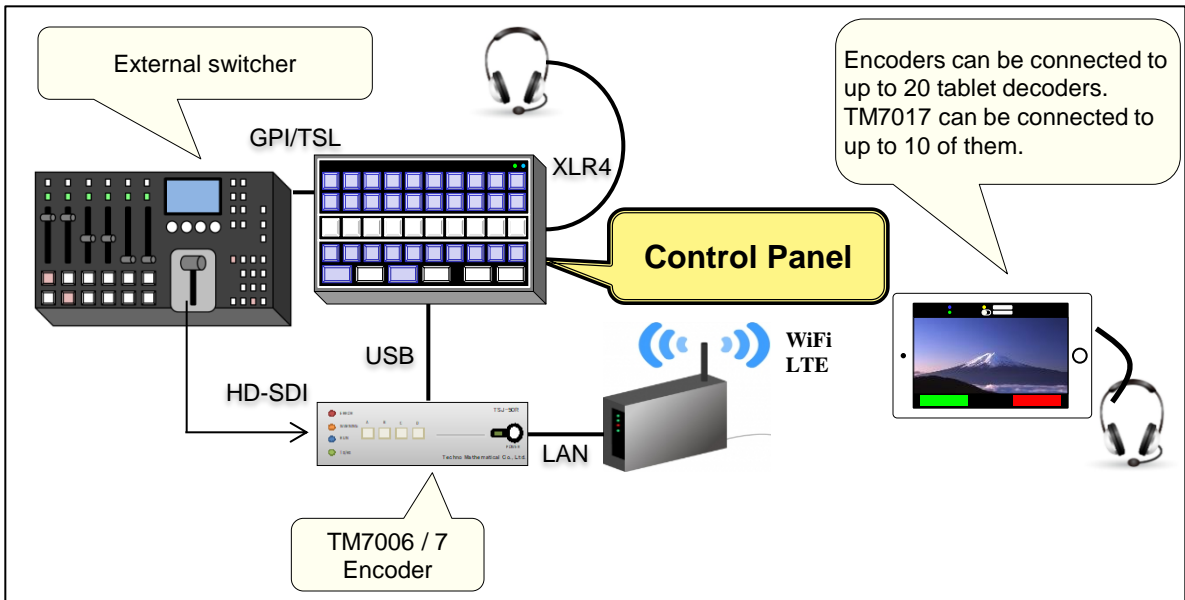 External switcher
Encoders can be connected to
up to 20 tablet decoders.
TM7017 can be connected to
up to 10 of them.
GPI/TSL
XLR4
Control Panel
USB
WiFi
LTE
HD-SDI
A B C D
LAN
Techno Mathematical Co., Ltd.
TM7006 / 7
Encoder